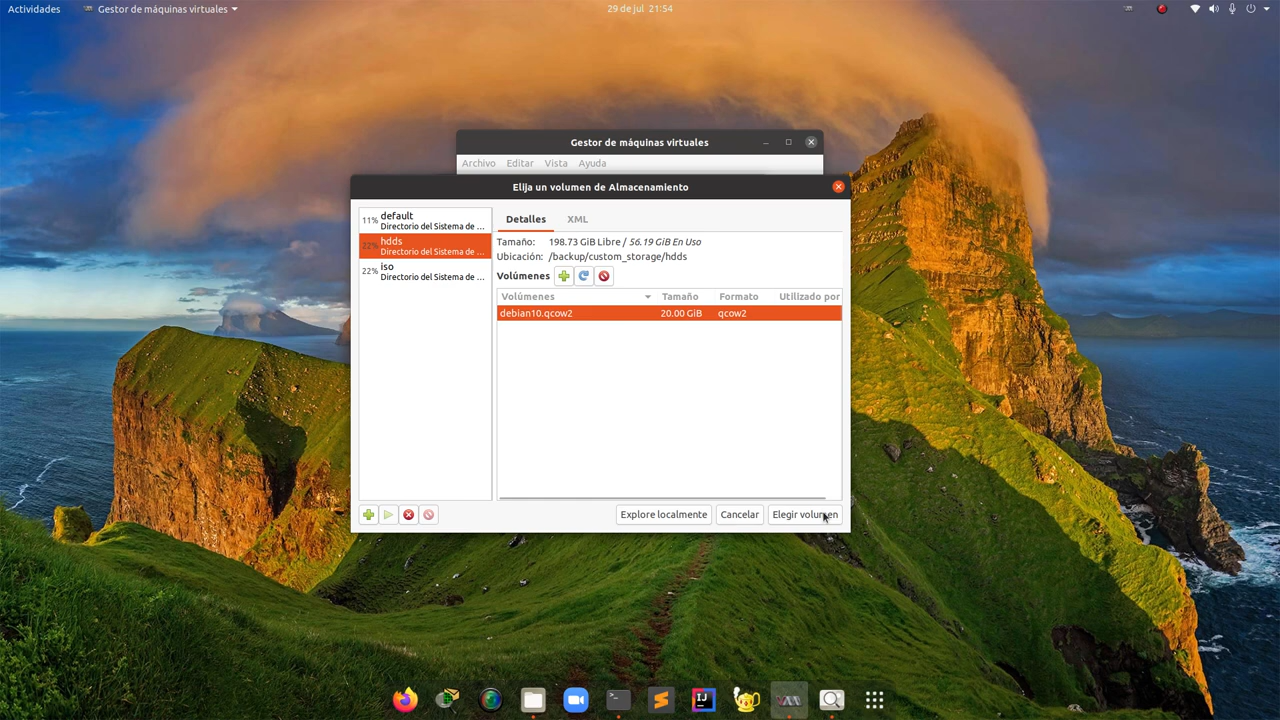 Actividades
Gestor de máquinas virtuales
29 de jul 21:54
Gestor de máquinas virtuales
Archivo Editar Vista Ayuda
Elija un volumen de Almacenamiento
11% default
Directorio del Sistema de ...
22% hdds
Directorio del Sistema de ...
22% iso
Directorio del Sistema de ...
Detalles XML
Tamaño: 198.73 GiB Libre / 56.19 GiB En Uso
Ubicación: /backup/custom_storage/hdds
Volúmenes
Volúmenes Tamaño Formato Utilizado por
debian10.qcow2 20.00 GiB qcow2
Explore localmente Cancelar Elegir volumen
IJ